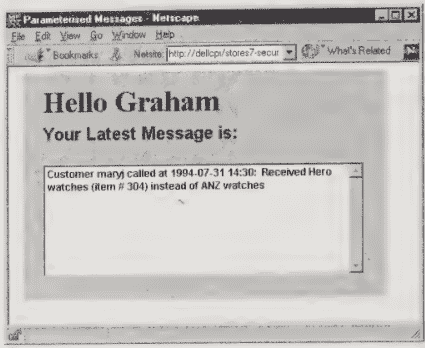 Parameterised Messages - Netscape
File Edit View Go Window Help
Bookmarks Netsite: http://dellcpi/stores7-secur What's Related
Hello Graham
Your Latest Message is:
Customer maryj called at 1994-07-31 14:30: Received Hero
watches (item # 304) instead of ANZ watches